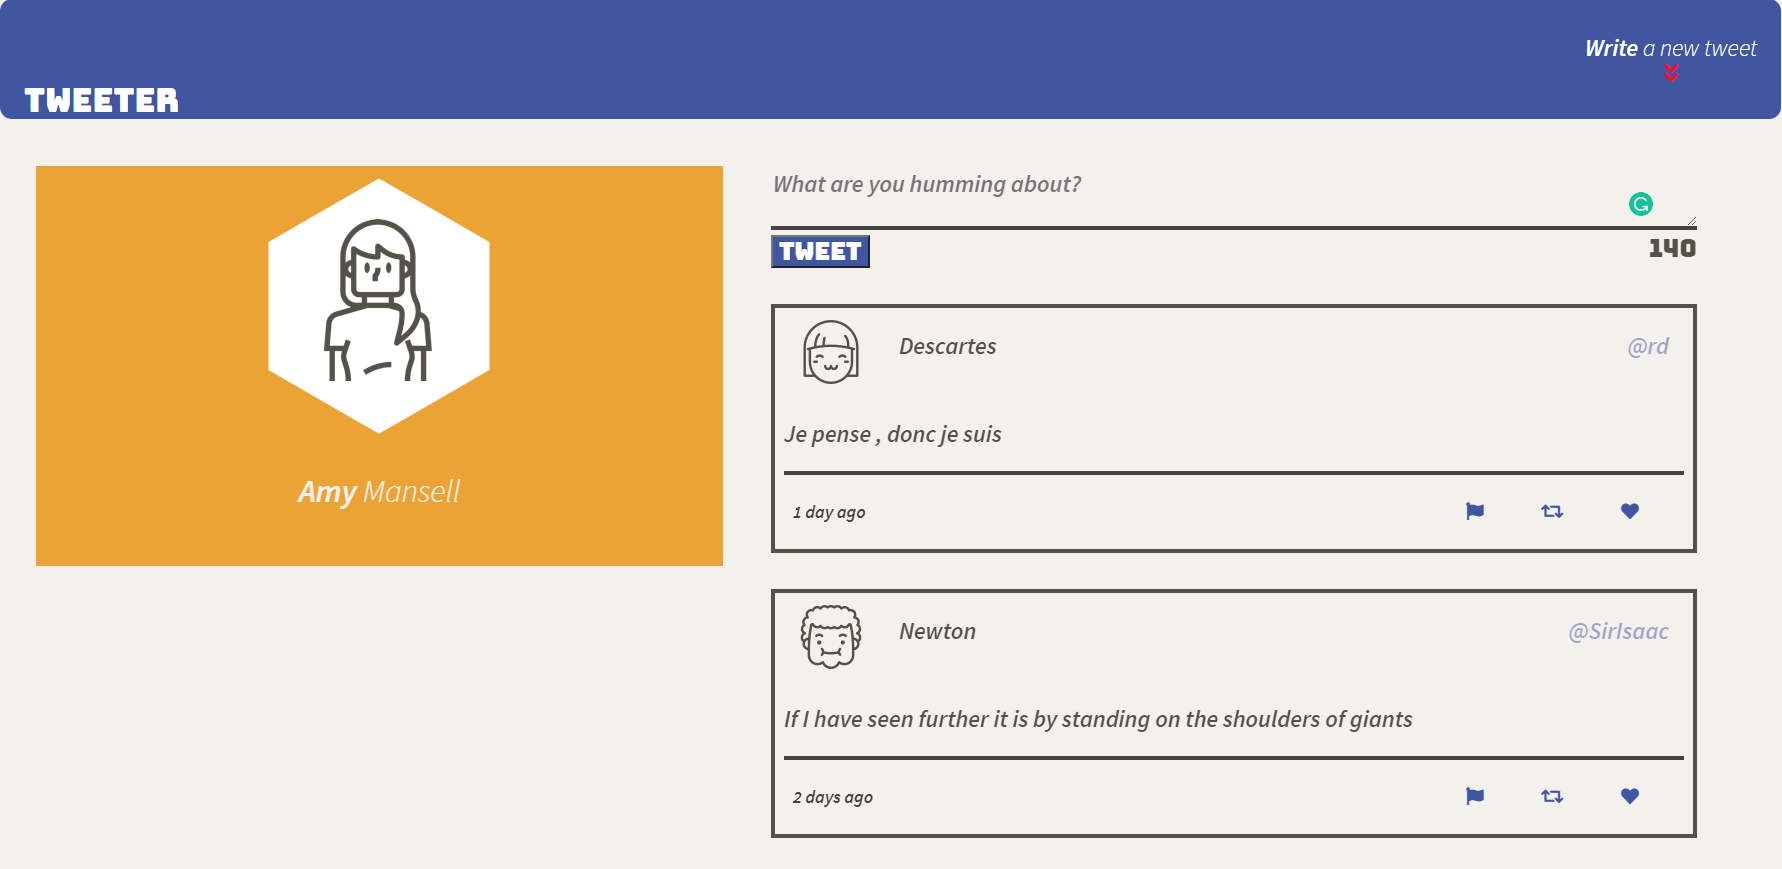 Write a new tweet
TWEETER
Amy Mansell
What are you humming about?
TWEET
140
Descartes
@rd
Je pense , donc je suis
1 day ago
Newton
@SirIsaac
If I have seen further it is by standing on the shoulders of giants
2 days ago